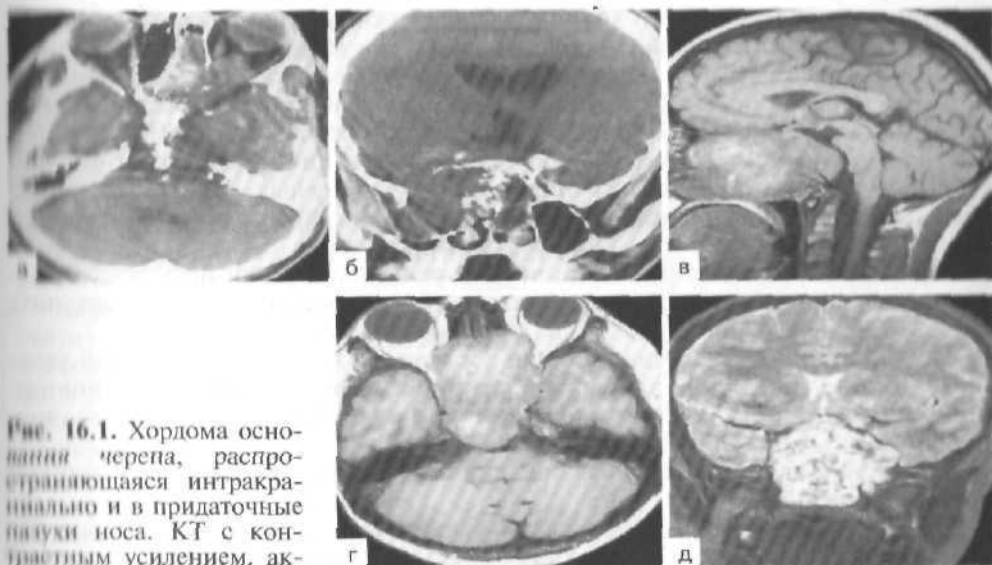 а
б
в
г
д
Рис. 16.1. Хордома осно-
вания черепа, распро-
страняющаяся интракра-
ниально и в придаточные
пазухи носа. КТ с кон-
трастным усилением, ак-